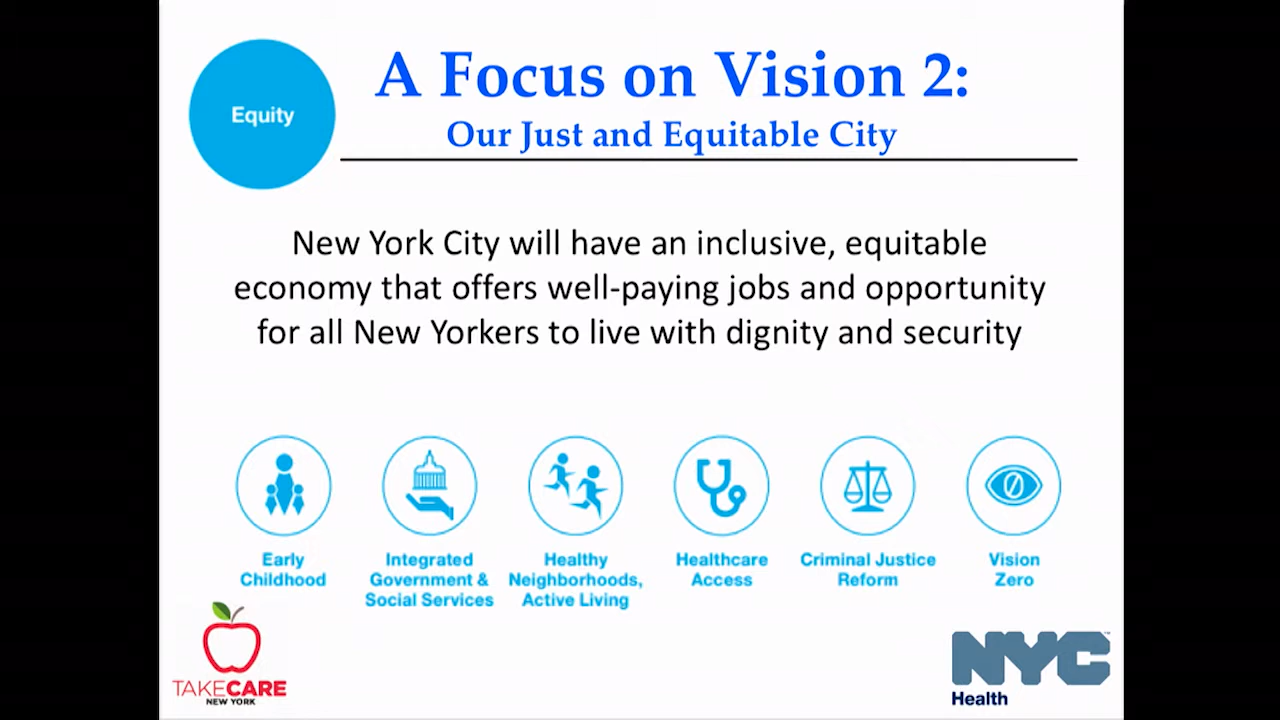 Equity
A Focus on Vision 2:
Our Just and Equitable City
New York City will have an inclusive, equitable
economy that offers well-paying jobs and opportunity
for all New Yorkers to live with dignity and security
Early
Childhood
Integrated
Government &
Social Services
Healthy
Neighborhoods,
Active Living
Healthcare
Access
Criminal Justice
Reform
0
Vision
Zero
TAKECARE
NEW YORK
NYC™
Health